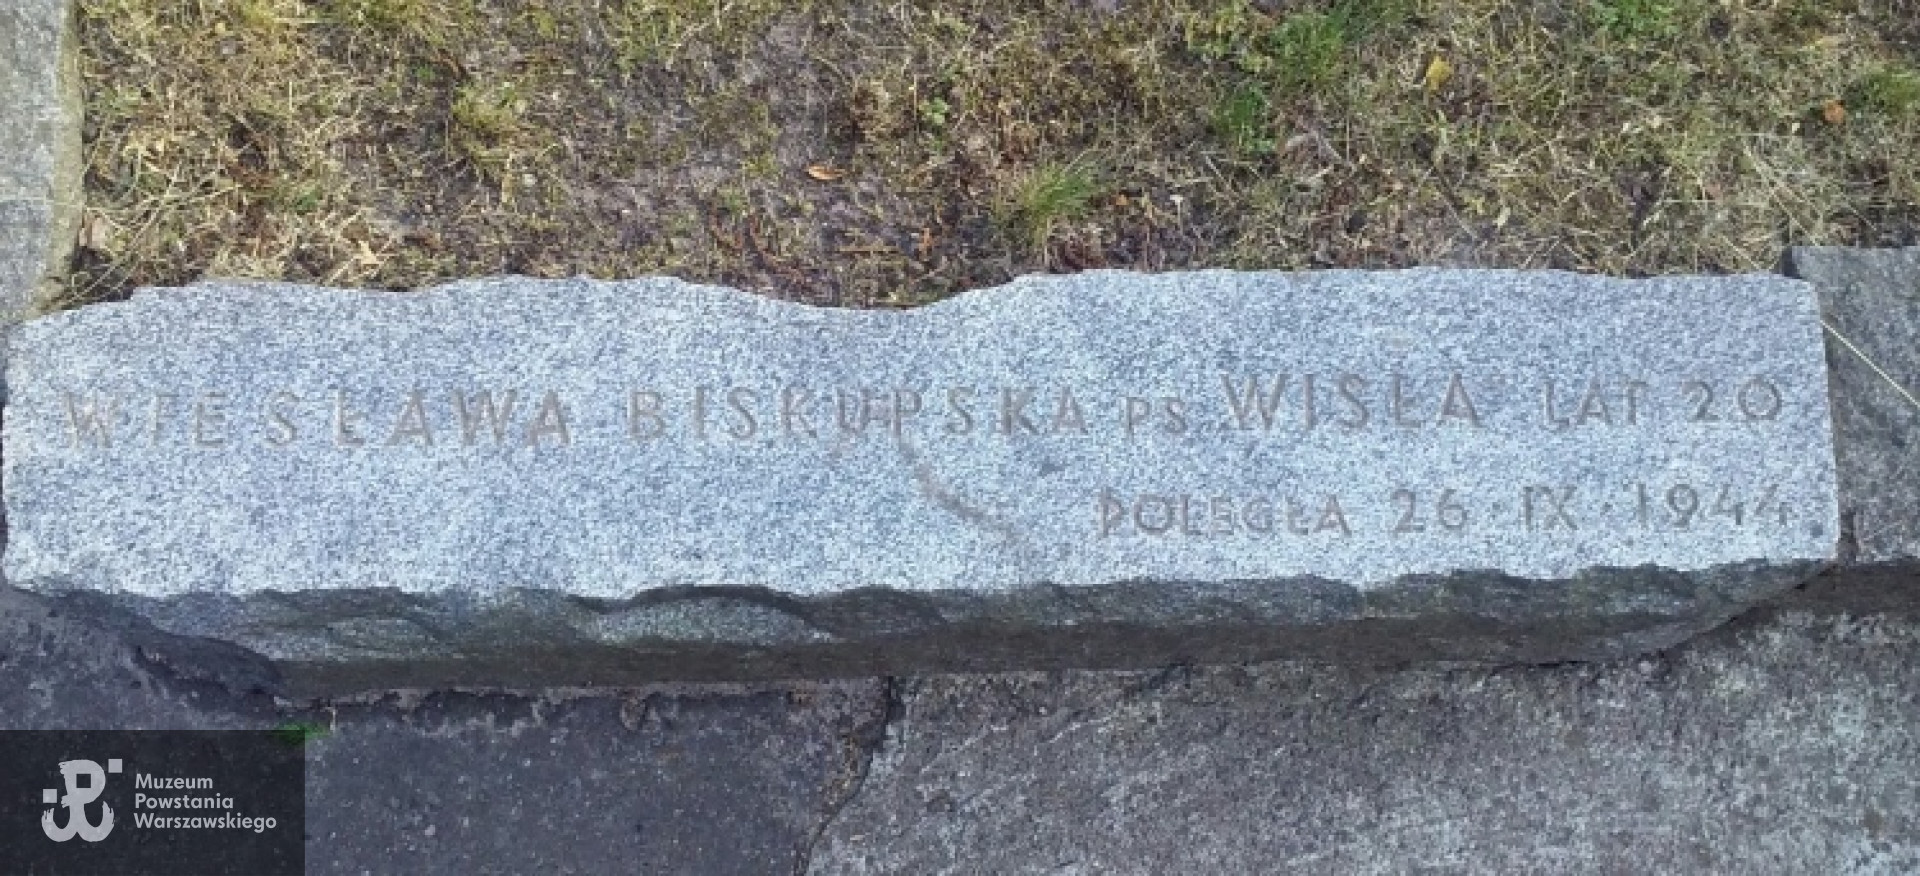 WIESŁAWA BISKUPSKA PS. WISŁA LAT 20
POLEGŁA 26 · IX · 1944
Muzeum
Powstania
Warszawskiego